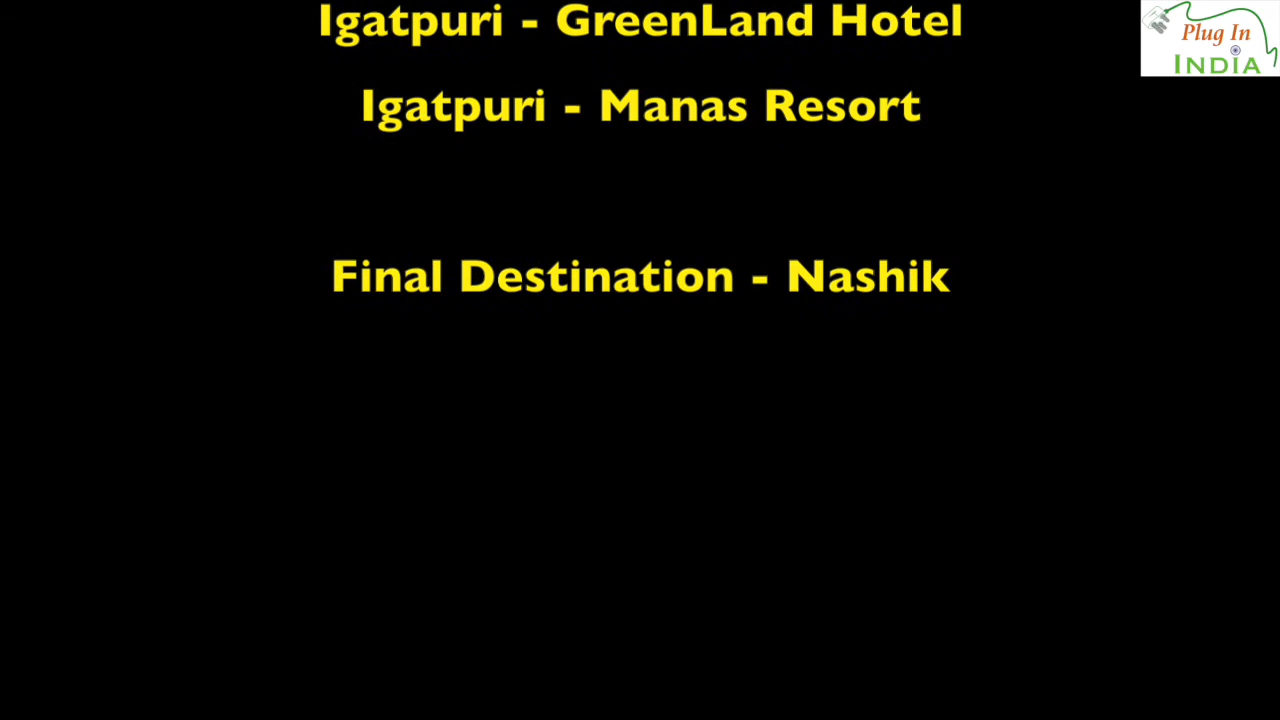 Igatpuri - GreenLand Hotel
Plug In
INDIA
Igatpuri - Manas Resort
Final Destination - Nashik